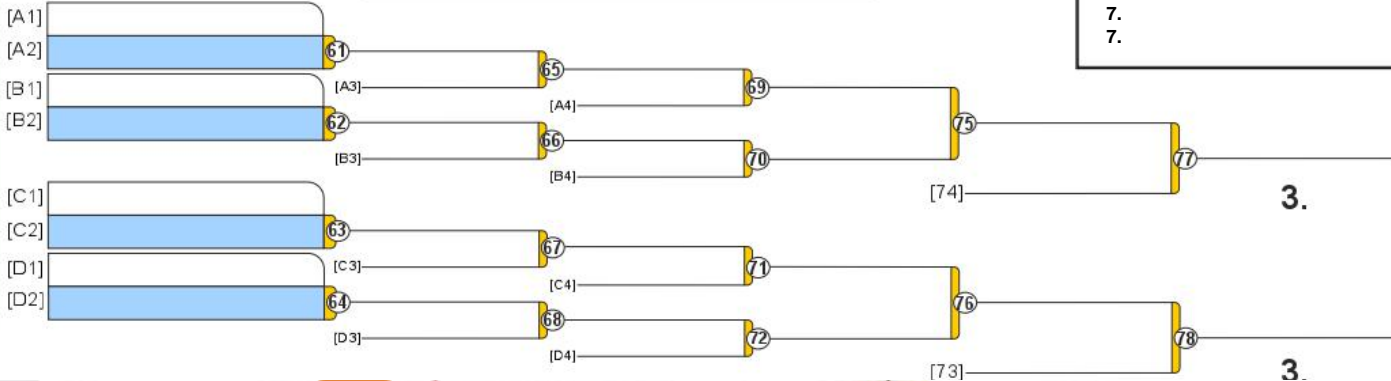 [A1]
[A2]
61
[A3]
65
[A4]
69
[B1]
[B2]
62
[B3]
66
[B4]
70
75
[74]
77
3.
[C1]
[C2]
63
[C3]
67
[C4]
71
[D1]
[D2]
64
[D3]
68
[D4]
72
76
[73]
78
3.
7.
7.